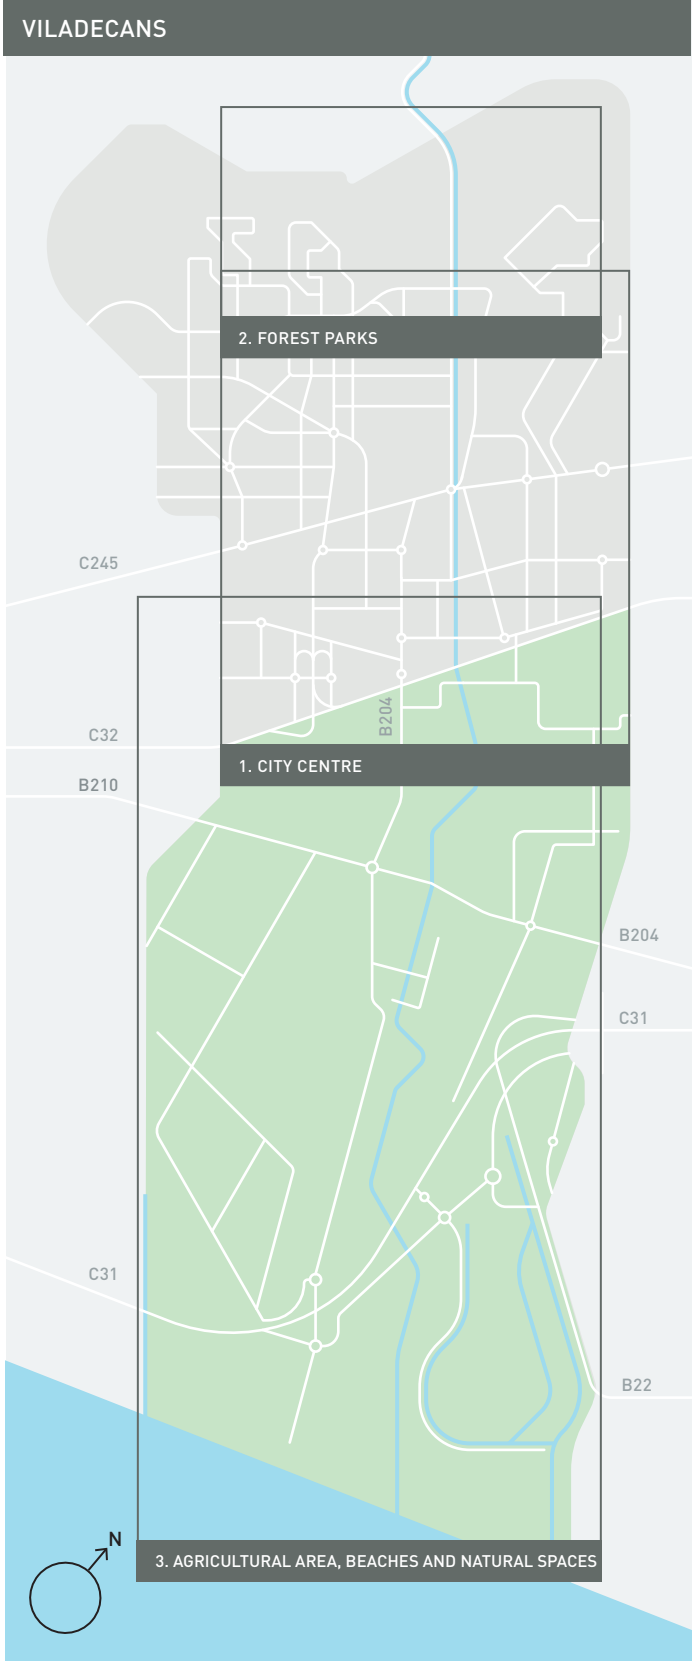 VILADECANS
2. FOREST PARKS
C245
B204
C32
1. CITY CENTRE
B210
B204
C31
C31
B22
N
3. AGRICULTURAL AREA, BEACHES AND NATURAL SPACES